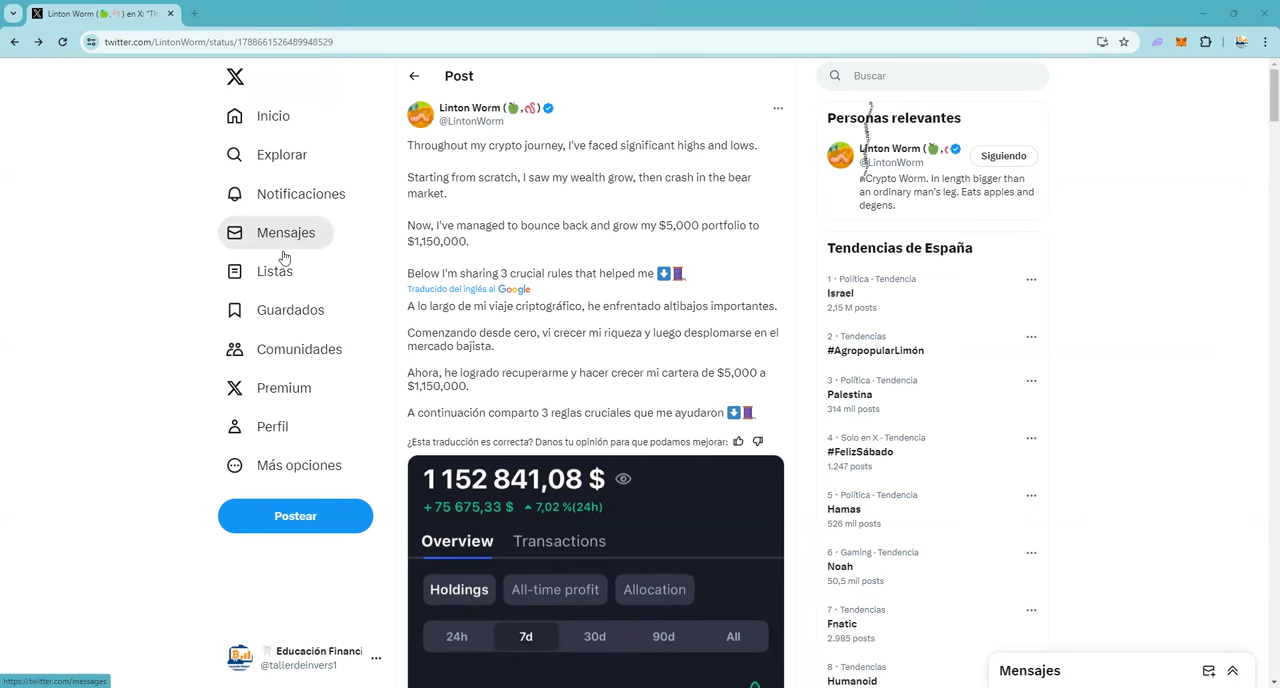 Linton Worm (🍏,🪱) en X: "Th
twitter.com/LintonWorm/status/1788661526489948529
Inicio
Explorar
Notificaciones
Mensajes
Listas
Guardados
Comunidades
Premium
Perfil
Más opciones
Postear
Educación Financi
@tallerdeinvers1
https://twitter.com/messages
Post
Linton Worm (🍏,🪱)
@LintonWorm
Throughout my crypto journey, I've faced significant highs and lows.
Starting from scratch, I saw my wealth grow, then crash in the bear
market.
Now, I've managed to bounce back and grow my $5,000 portfolio to
$1,150,000.
Below I'm sharing 3 crucial rules that helped me ⬇️🧵
Traducido del inglés al Google
A lo largo de mi viaje criptográfico, he enfrentado altibajos importantes.
Comenzando desde cero, vi crecer mi riqueza y luego desplomarse en el
mercado bajista.
Ahora, he logrado recuperarme y hacer crecer mi cartera de $5,000 a
$1,150,000.
A continuación comparto 3 reglas cruciales que me ayudaron ⬇️🧵
¿Esta traducción es correcta? Danos tu opinión para que podamos mejorar:
1 152 841,08 $
+75 675,33 $ 7,02 %(24h)
Overview Transactions
Holdings All-time profit Allocation
24h 7d 30d 90d All
Buscar
Personas relevantes
Linton Worm (🍏,
@LintonWorm
Siguiendo
Crypto Worm. In length bigger than
an ordinary man's leg. Eats apples and
degens.
Tendencias de España
1 · Política · Tendencia
Israel
2,15 M posts
2 · Tendencias
#AgropopularLimón
3 · Política · Tendencia
Palestina
314 mil posts
4 · Solo en X · Tendencia
#FelizSábado
1.247 posts
5 · Política · Tendencia
Hamas
526 mil posts
6 · Gaming · Tendencia
Noah
50,5 mil posts
7 · Tendencias
Fnatic
2.985 posts
8 · Tendencias
Humanoid
Mensajes